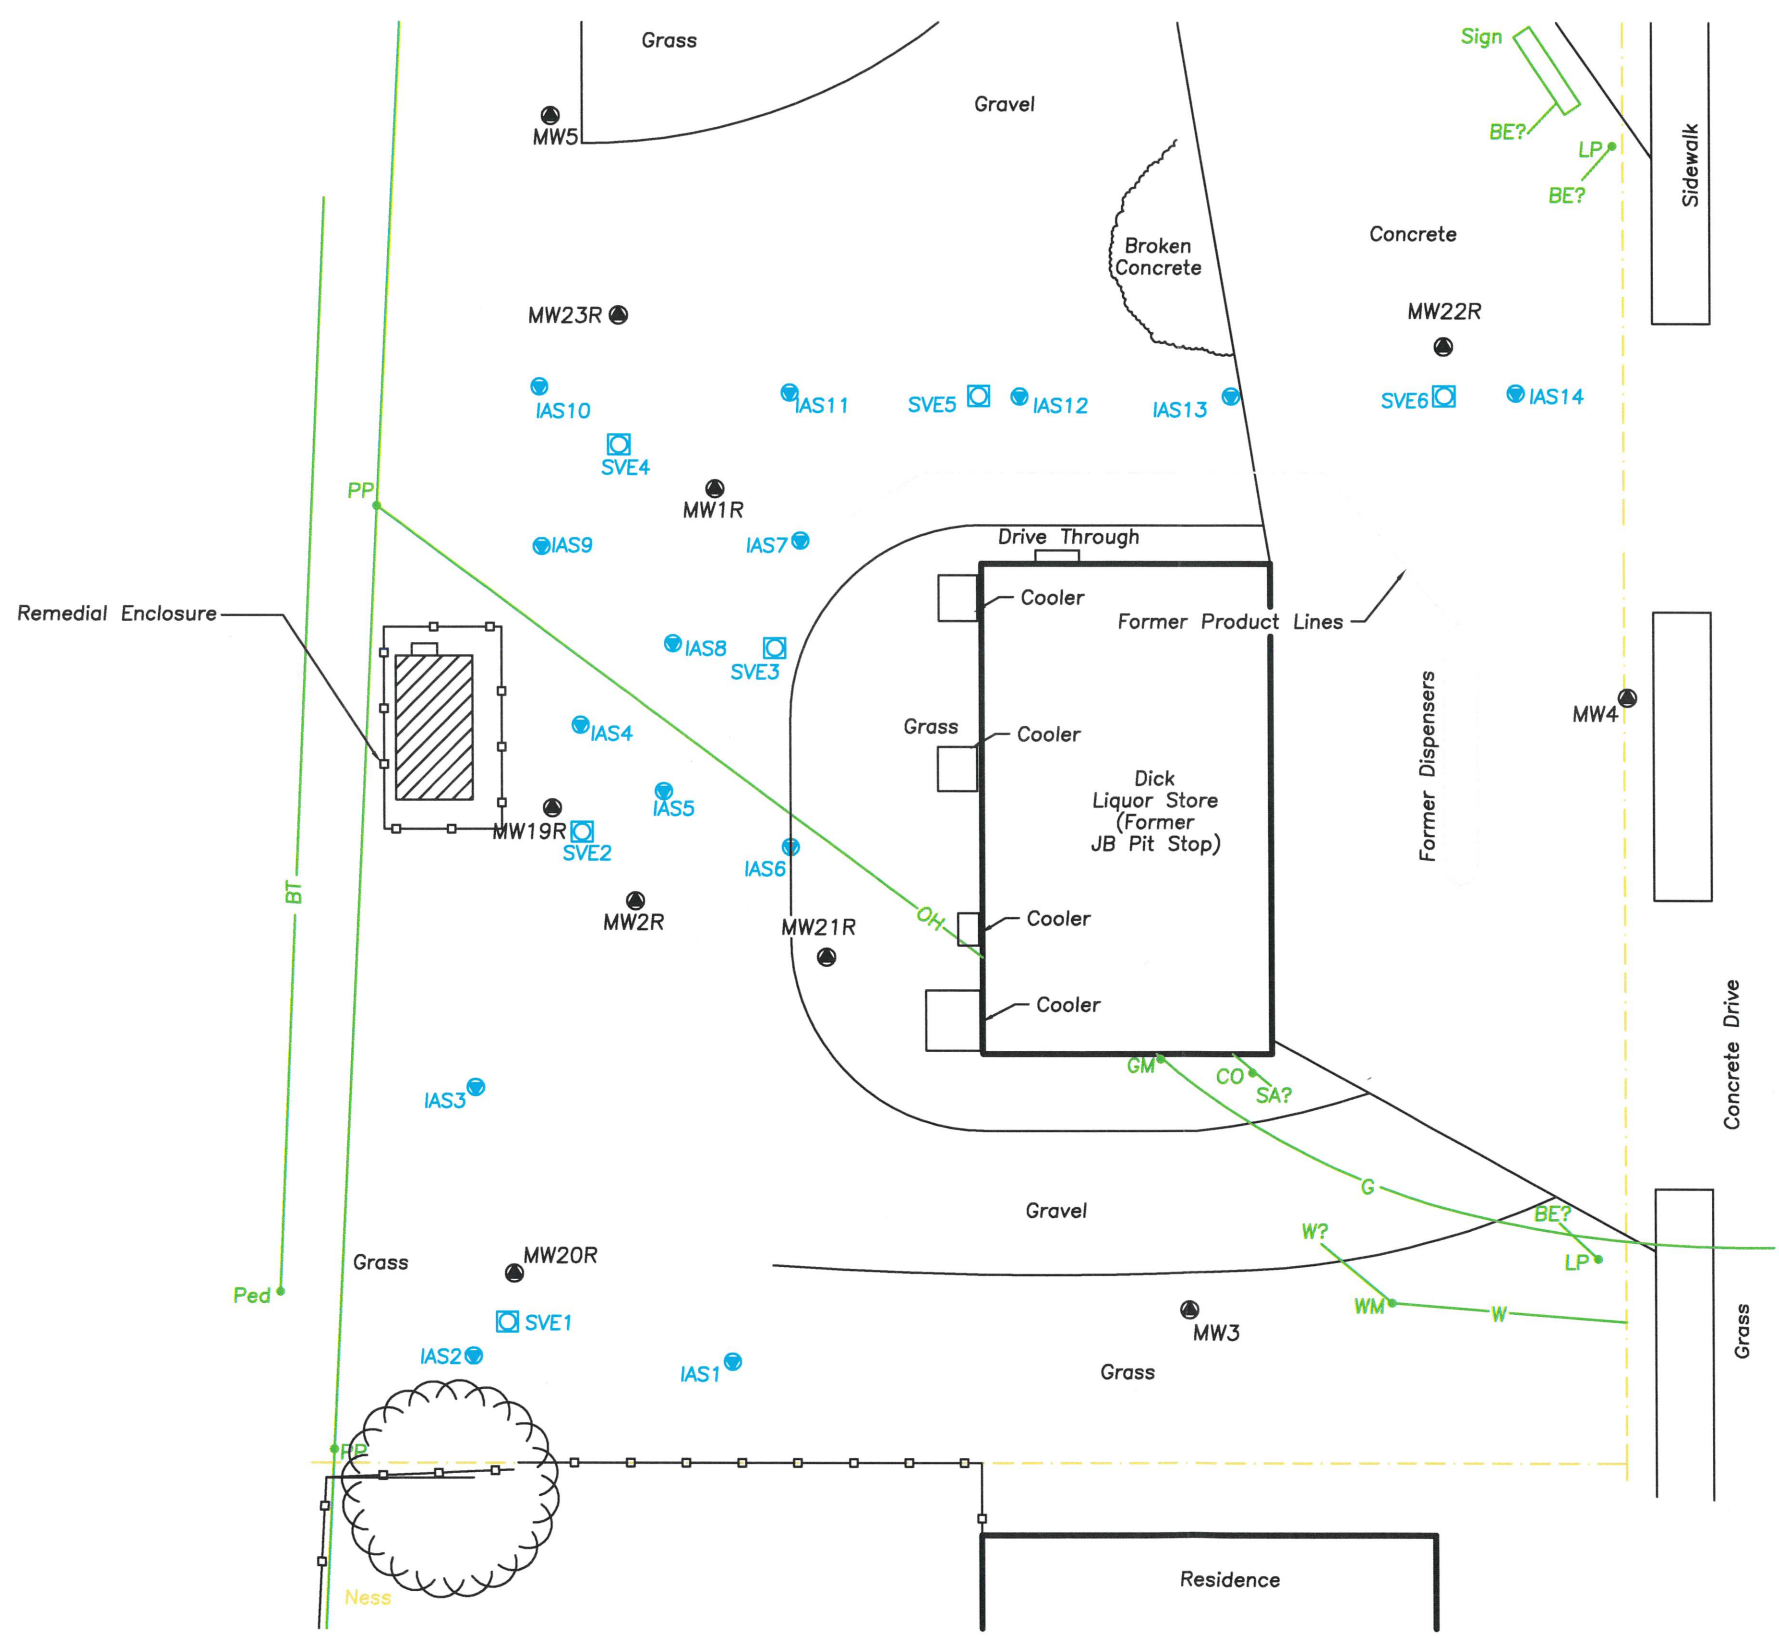 Grass
Sign
Gravel
MW5
BE?
LP
BE?
Sidewalk
Concrete
Broken
Concrete
MW23R
MW22R
IAS10
IAS11
SVE5
IAS12
IAS13
SVE6
IAS14
SVE4
PP
MW1R
IAS9
IAS7
Drive Through
Remedial Enclosure
Cooler
Former Product Lines
IAS8
SVE3
Former Dispensers
MW4
IAS4
Grass
Cooler
Dick
Liquor Store
(Former
JB Pit Stop)
IAS5
MW19R
SVE2
IAS6
BT
MW2R
MW21R
OH
Cooler
Cooler
Concrete Drive
GM
CO
SA?
IAS3
G
Gravel
BE?
W?
Grass
MW20R
LP
Ped
WM
W
SVE1
MW3
Grass
IAS2
IAS1
Grass
PP
Ness
Residence